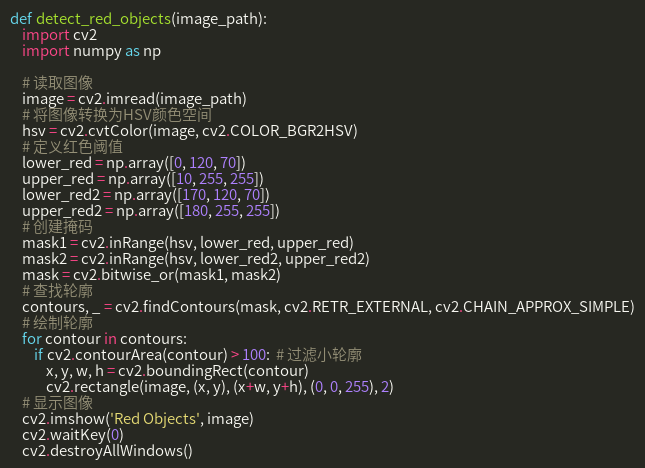 def detect_red_objects(image_path):
import cv2
import numpy as np
# 读取图像
image = cv2.imread(image_path)
# 将图像转换为HSV颜色空间
hsv = cv2.cvtColor(image, cv2.COLOR_BGR2HSV)
# 定义红色阈值
lower_red = np.array([0, 120, 70])
upper_red = np.array([10, 255, 255])
lower_red2 = np.array([170, 120, 70])
upper_red2 = np.array([180, 255, 255])
# 创建掩码
mask1 = cv2.inRange(hsv, lower_red, upper_red)
mask2 = cv2.inRange(hsv, lower_red2, upper_red2)
mask = cv2.bitwise_or(mask1, mask2)
# 查找轮廓
contours, _ = cv2.findContours(mask, cv2.RETR_EXTERNAL, cv2.CHAIN_APPROX_SIMPLE)
# 绘制轮廓
for contour in contours:
if cv2.contourArea(contour) > 100:  # 过滤小轮廓
x, y, w, h = cv2.boundingRect(contour)
cv2.rectangle(image, (x, y), (x+w, y+h), (0, 0, 255), 2)
# 显示图像
cv2.imshow('Red Objects', image)
cv2.waitKey(0)
cv2.destroyAllWindows()